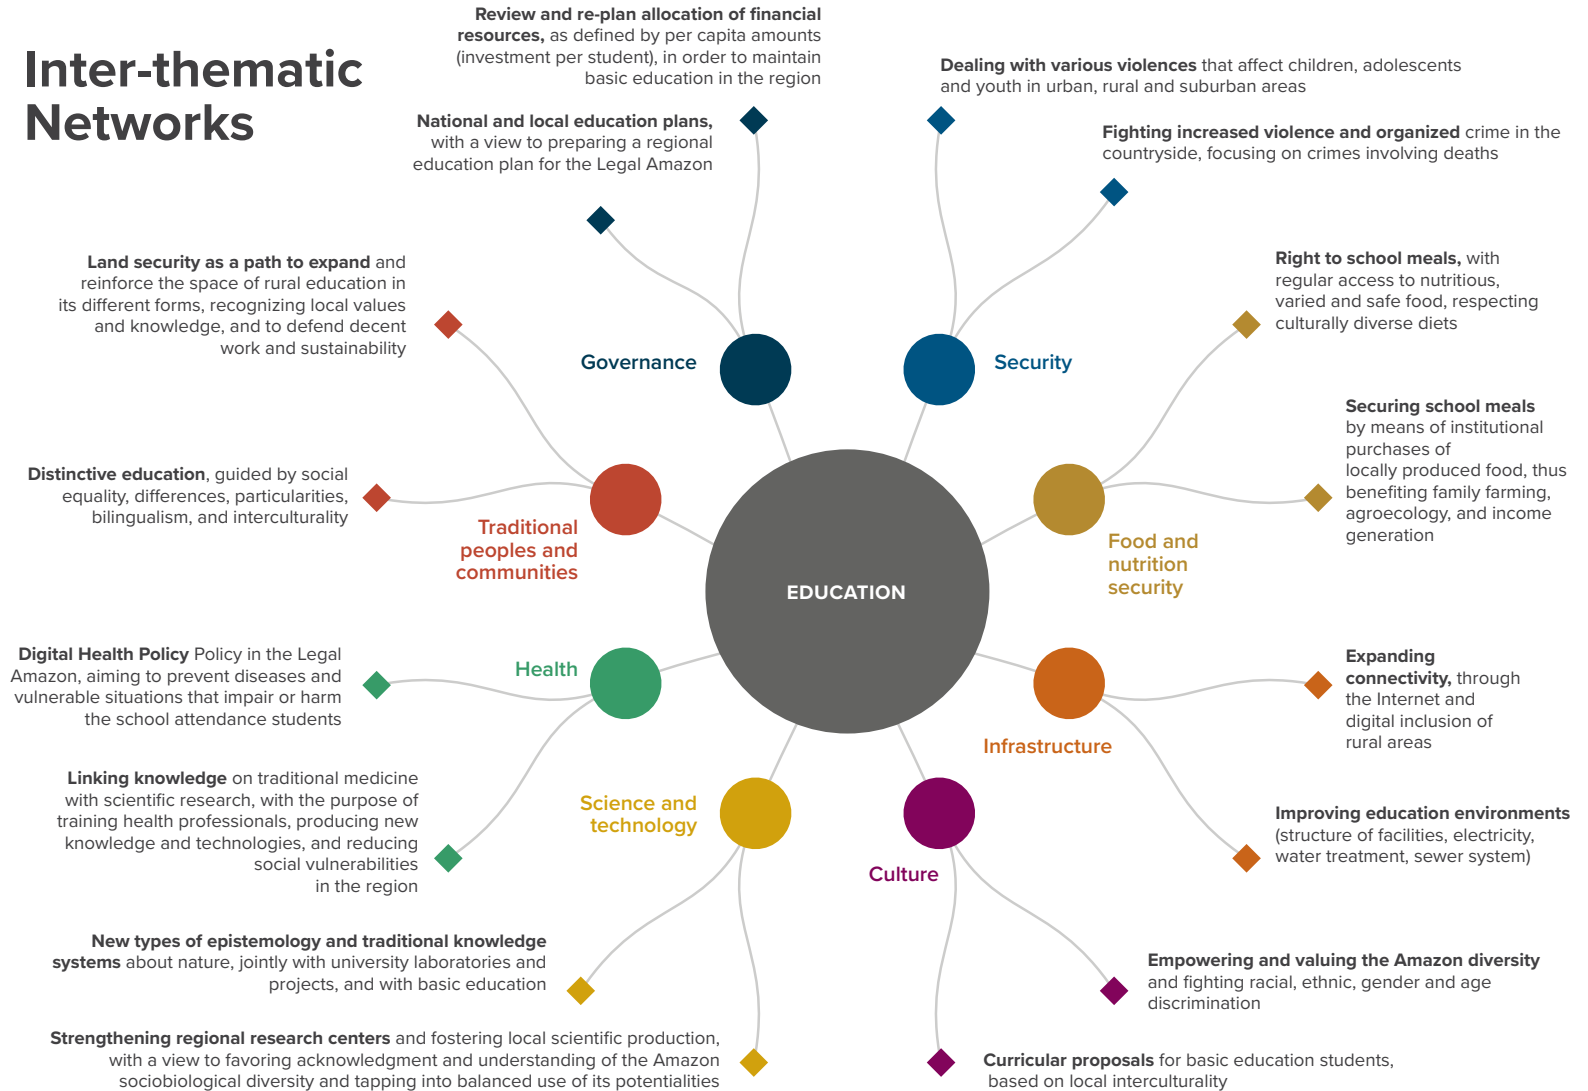 Inter-thematic
Networks
Review and re-plan allocation of financial
resources, as defined by per capita amounts
(investment per student), in order to maintain
basic education in the region
National and local education plans,
with a view to preparing a regional
education plan for the Legal Amazon
Governance
Dealing with various violences that affect children, adolescents
and youth in urban, rural and suburban areas
Fighting increased violence and organized crime in the
countryside, focusing on crimes involving deaths
Security
Land security as a path to expand and
reinforce the space of rural education in
its different forms, recognizing local values
and knowledge, and to defend decent
work and sustainability
Distinctive education, guided by social
equality, differences, particularities,
bilingualism, and interculturality
Traditional
peoples and
communities
Right to school meals, with
regular access to nutritious,
varied and safe food, respecting
culturally diverse diets
Securing school meals
by means of institutional
purchases of
locally produced food, thus
benefiting family farming,
agroecology, and income
generation
Food and
nutrition
security
EDUCATION
Digital Health Policy Policy in the Legal
Amazon, aiming to prevent diseases and
vulnerable situations that impair or harm
the school attendance students
Health
Linking knowledge on traditional medicine
with scientific research, with the purpose of
training health professionals, producing new
knowledge and technologies, and reducing
social vulnerabilities
in the region
Expanding
connectivity, through
the Internet and
digital inclusion of
rural areas
Infrastructure
Improving education environments
(structure of facilities, electricity,
water treatment, sewer system)
Science and
technology
New types of epistemology and traditional knowledge
systems about nature, jointly with university laboratories and
projects, and with basic education
Strengthening regional research centers and fostering local scientific production,
with a view to favoring acknowledgment and understanding of the Amazon
sociobiological diversity and tapping into balanced use of its potentialities
Culture
Empowering and valuing the Amazon diversity
and fighting racial, ethnic, gender and age
discrimination
Curricular proposals for basic education students,
based on local interculturality